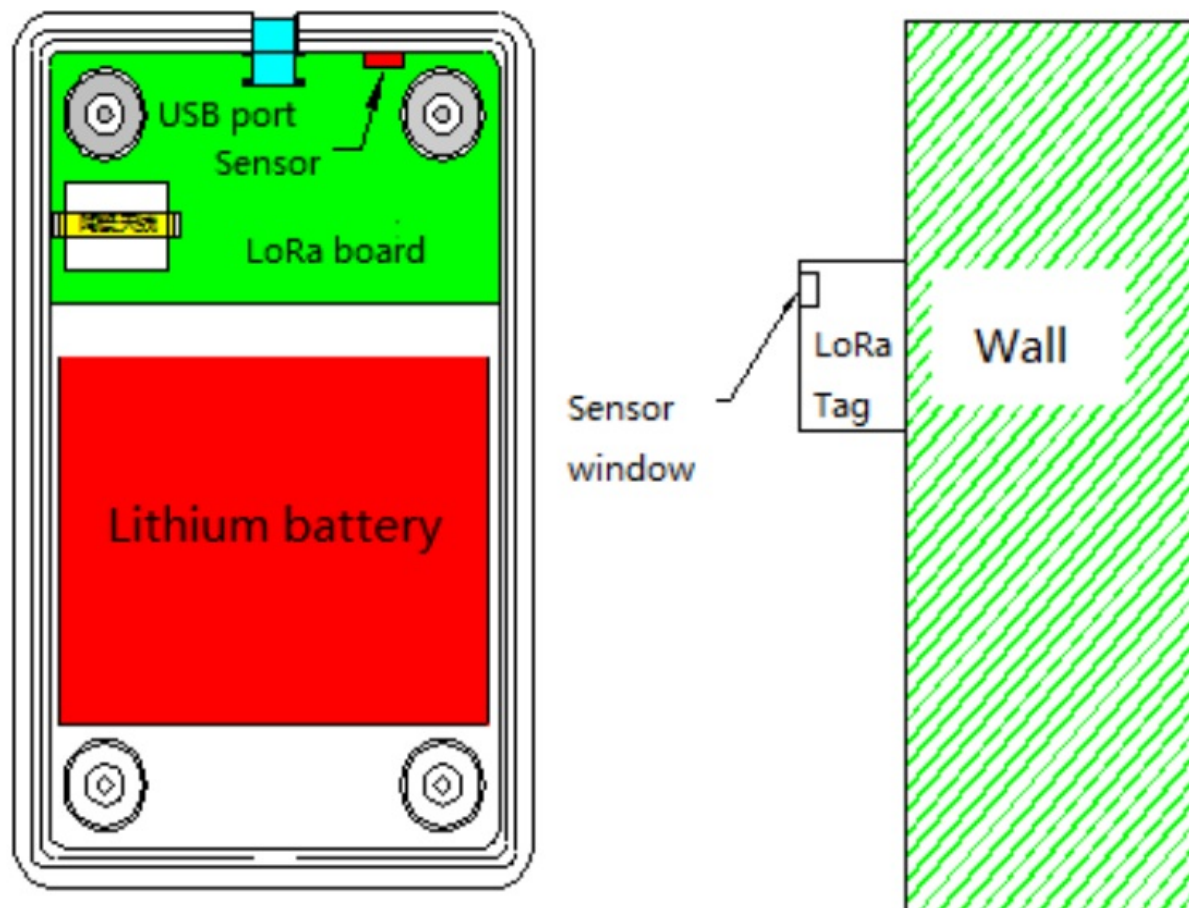 USB port
Sensor
LoRa board
Lithium battery
Sensor
window
LoRa
Tag
Wall